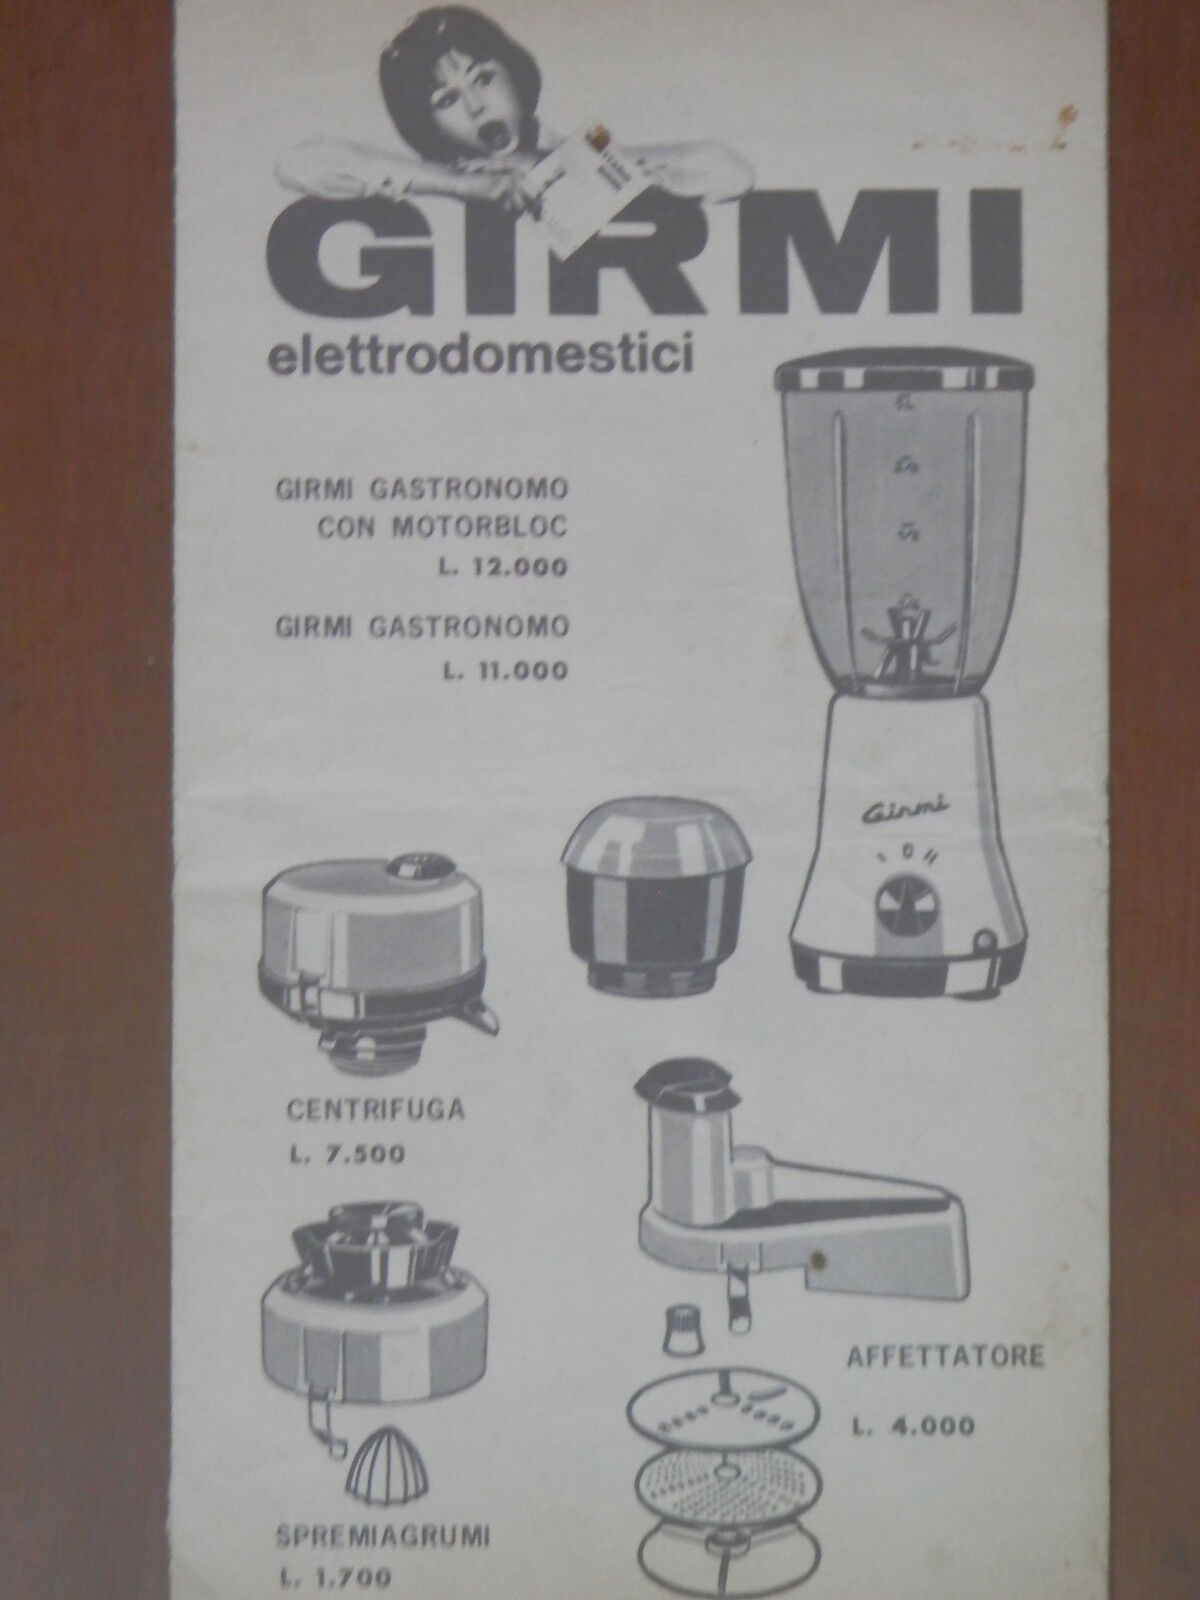 GIRMI
elettrodomestici
GIRMI GASTRONOMO
CON MOTORBLOC
L. 12.000
GIRMI GASTRONOMO
L. 11.000
Girmi
0
CENTRIFUGA
L. 7.500
AFFETTATORE
L. 4.000
SPREMIAGRUMI
L. 1.700